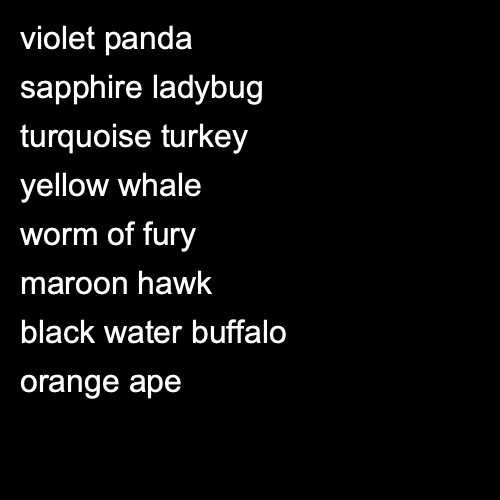 violet panda
sapphire ladybug
turquoise turkey
yellow whale
worm of fury
maroon hawk
black water buffalo
orange ape